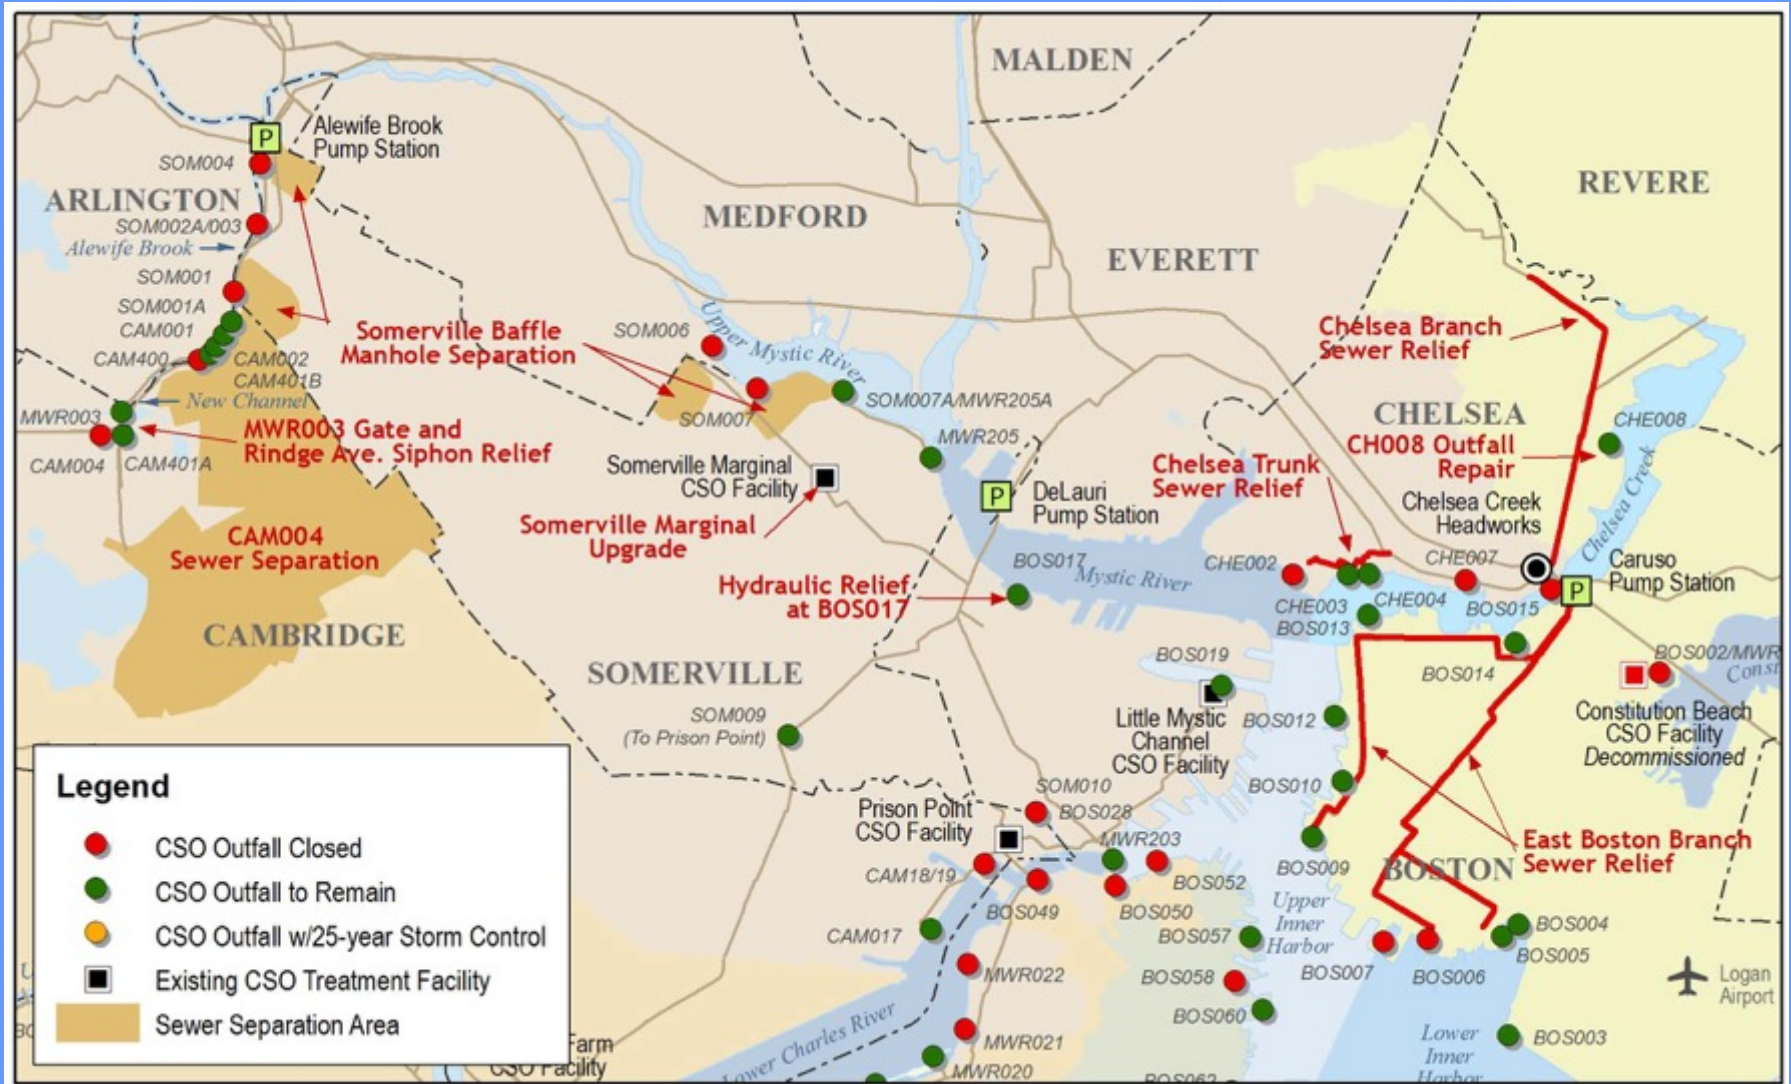 MALDEN
Alewife Brook
Pump Station
SOM004
REVERE
ARLINGTON
MEDFORD
SOM002A/003
Alewife Brook
EVERETT
SOM001
SOM001A
CAM001
CAM400
CAM002
CAM401B
New Channel
Somerville Baffle
Manhole Separation
SOM006
Upper Mystic River
Chelsea Branch
Sewer Relief
MWR003
MWR003 Gate and
Rindge Ave. Siphon Relief
CAM004
CAM401A
SOM007
SOM007A/MWR205A
MWR205
CHELSEA
CHE008
CH008 Outfall
Repair
Somerville Marginal
CSO Facility
Chelsea Trunk
Sewer Relief
DeLauri
Pump Station
Chelsea Creek
Headworks
Chelsea Creek
Somerville Marginal
Upgrade
CAM004
Sewer Separation
BOS017
Mystic River
CHE002
CHE007
Caruso
Pump Station
Hydraulic Relief
at BOS017
CHE003
CHE004
BOS015
BOS013
CAMBRIDGE
SOMERVILLE
BOS019
BOS014
BOS002/MWR
Const
SOM009
(To Prison Point)
Little Mystic
Channel
CSO Facility
BOS012
Constitution Beach
CSO Facility
Decommissioned
BOS010
SOM010
BOS028
Prison Point
CSO Facility
MWR203
East Boston Branch
Sewer Relief
BOS009
BOSTON
CAM18/19
BOS049
BOS052
BOS050
Upper
Inner
Harbor
CAM017
BOS057
BOS004
BOS005
BOS007
BOS006
MWR022
BOS058
Logan
Airport
BOS060
MWR021
Lower Charles River
BOS003
Lower
Inner
Harbor
MWR020
BOS062
Farm
CSO Facility
Legend
CSO Outfall Closed
CSO Outfall to Remain
CSO Outfall w/25-year Storm Control
Existing CSO Treatment Facility
Sewer Separation Area
P
P
P